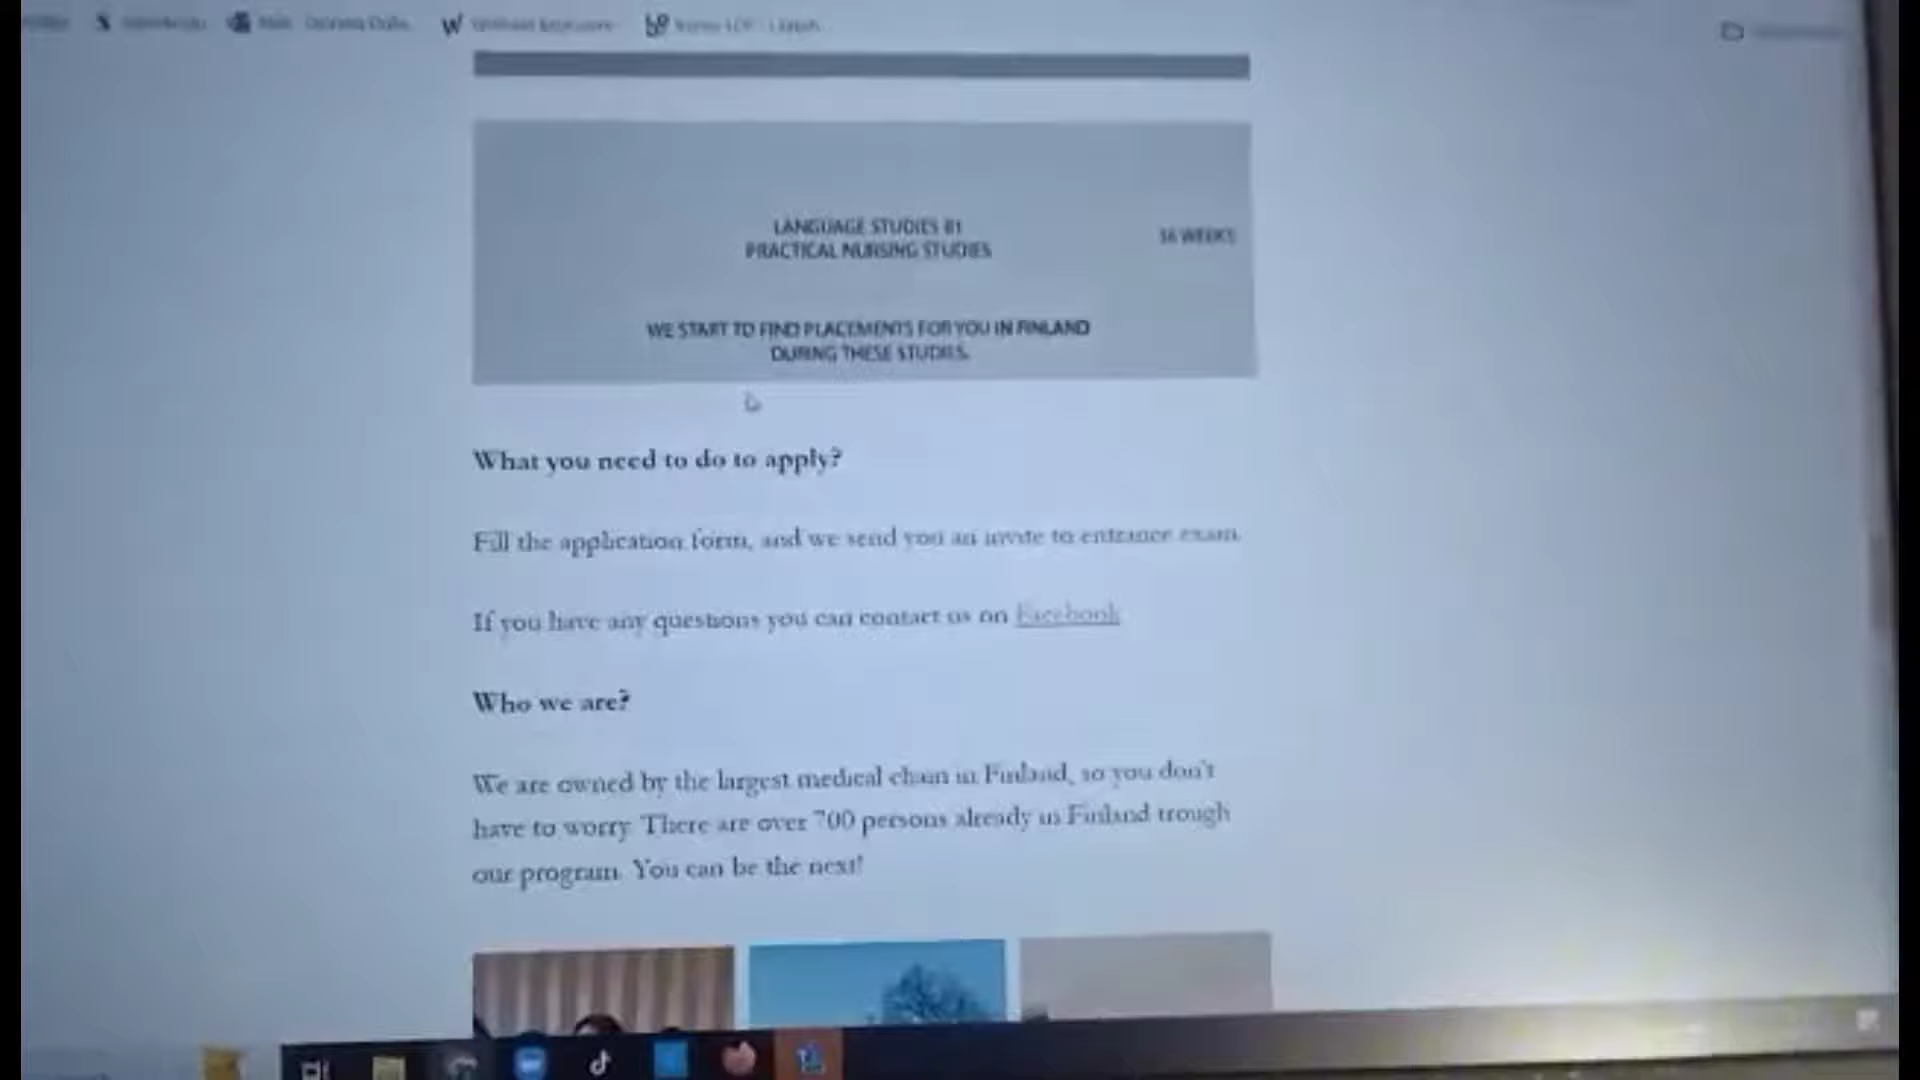 LANGUAGE STUDIES B1
PRACTICAL NURSING STUDIES
WEEKS
WE START TO FIND PLACEMENTS FOR YOU IN FINLAND
DURING THESE STUDIES.
What you need to do to apply?
Fill the application form, and we send you an invite to entrance exam.
If you have any questions you can contact us on Facebook
Who we are?
We are owned by the largest medical chain in Finland, so you don't
have to worry. There are over 700 persons already in Finland trough
our program. You can be the next!